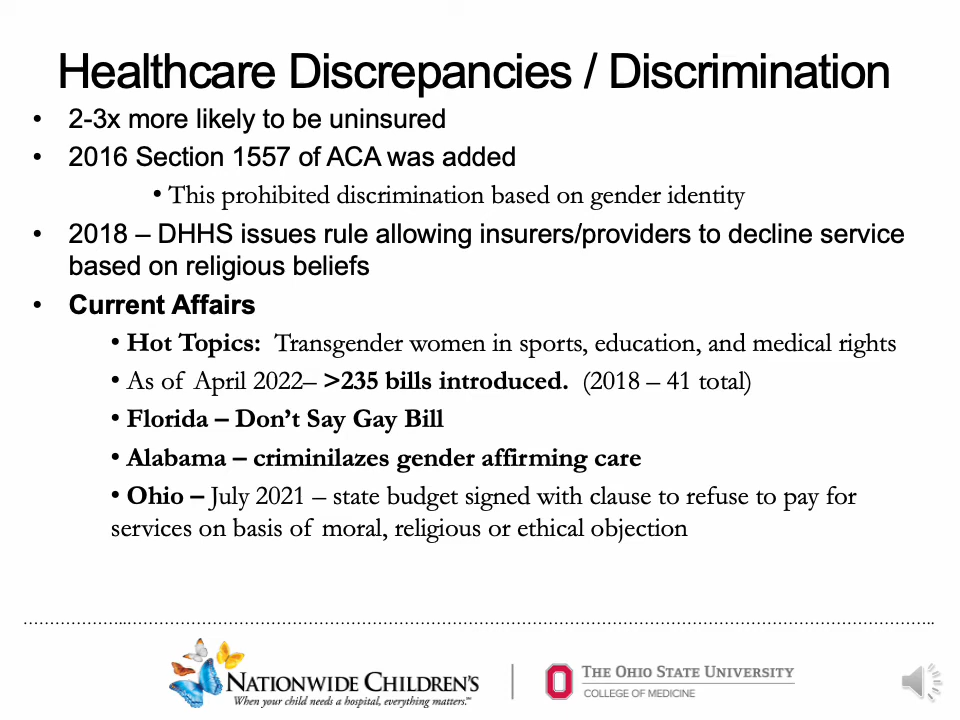 Healthcare Discrepancies / Discrimination
• 2-3x more likely to be uninsured
• 2016 Section 1557 of ACA was added
• This prohibited discrimination based on gender identity
• 2018 – DHHS issues rule allowing insurers/providers to decline service
based on religious beliefs
• Current Affairs
• Hot Topics: Transgender women in sports, education, and medical rights
• As of April 2022– >235 bills introduced. (2018 – 41 total)
• Florida – Don’t Say Gay Bill
• Alabama – criminilazes gender affirming care
• Ohio – July 2021 – state budget signed with clause to refuse to pay for
services on basis of moral, religious or ethical objection
NATIONWIDE CHILDREN'S
When your child needs a hospital, everything matters.™
THE OHIO STATE UNIVERSITY
COLLEGE OF MEDICINE